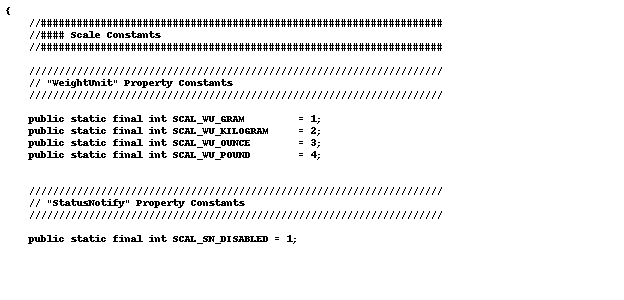 {
    //###################################################################
    //#### Scale Constants
    //###################################################################

    /////////////////////////////////////////////////////////////////////
    // "WeightUnit" Property Constants
    /////////////////////////////////////////////////////////////////////

    public static final int SCAL_WU_GRAM         = 1;
    public static final int SCAL_WU_KILOGRAM     = 2;
    public static final int SCAL_WU_OUNCE        = 3;
    public static final int SCAL_WU_POUND        = 4;


    /////////////////////////////////////////////////////////////////////
    // "StatusNotify" Property Constants
    /////////////////////////////////////////////////////////////////////

    public static final int SCAL_SN_DISABLED = 1;